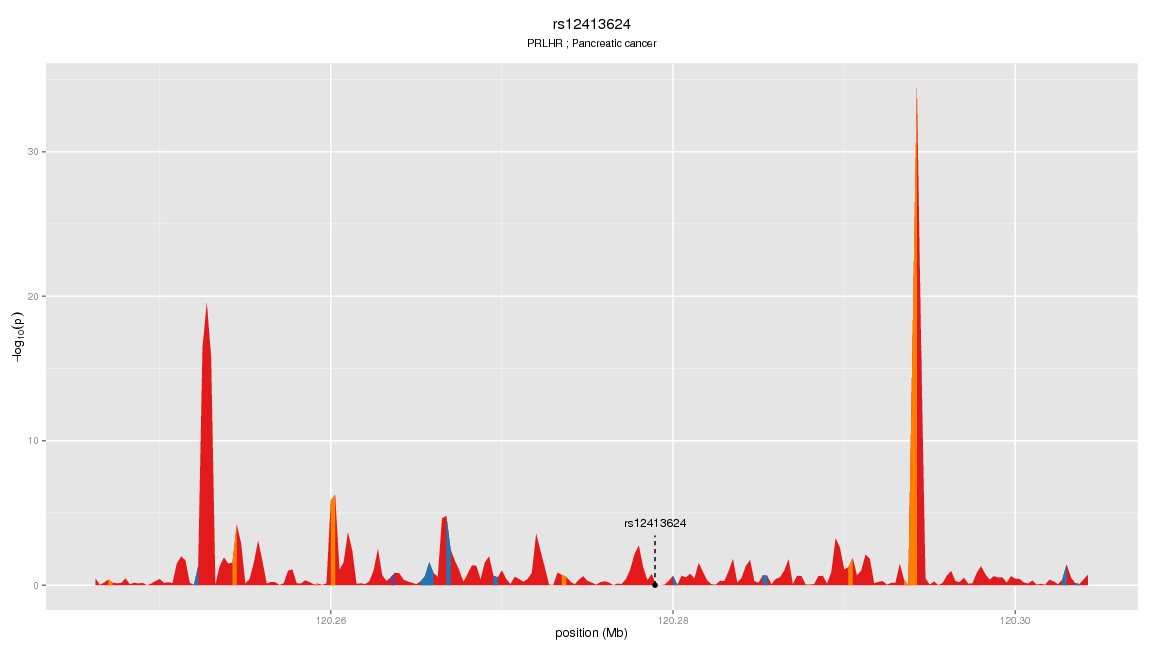 rs12413624
PRLHR ; Pancreatic cancer
30
20
10
0
−log10(p)
rs12413624
120.26
120.28
120.30
position (Mb)